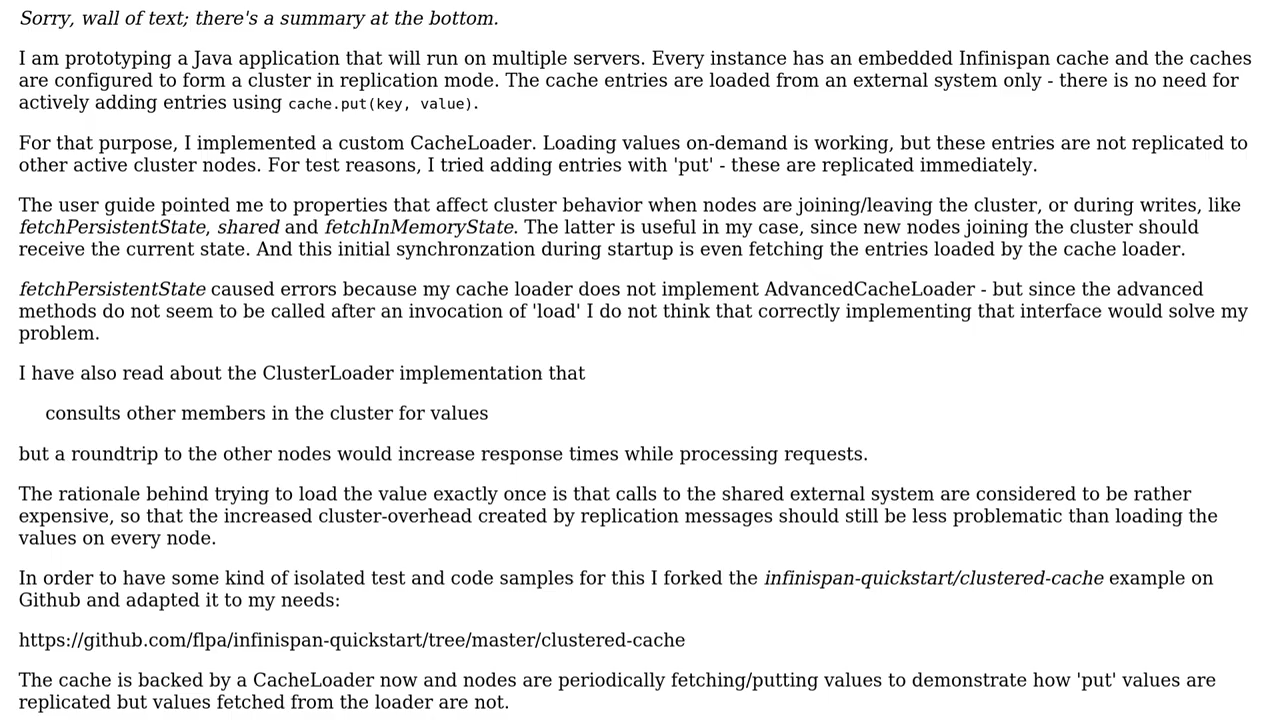 Sorry, wall of text; there's a summary at the bottom.
I am prototyping a Java application that will run on multiple servers. Every instance has an embedded Infinispan cache and the caches
are configured to form a cluster in replication mode. The cache entries are loaded from an external system only - there is no need for
actively adding entries using cache.put(key, value).
For that purpose, I implemented a custom CacheLoader. Loading values on-demand is working, but these entries are not replicated to
other active cluster nodes. For test reasons, I tried adding entries with 'put' - these are replicated immediately.
The user guide pointed me to properties that affect cluster behavior when nodes are joining/leaving the cluster, or during writes, like
fetchPersistentState, shared and fetchInMemoryState. The latter is useful in my case, since new nodes joining the cluster should
receive the current state. And this initial synchronzation during startup is even fetching the entries loaded by the cache loader.
fetchPersistentState caused errors because my cache loader does not implement AdvancedCacheLoader - but since the advanced
methods do not seem to be called after an invocation of 'load' I do not think that correctly implementing that interface would solve my
problem.
I have also read about the ClusterLoader implementation that
consults other members in the cluster for values
but a roundtrip to the other nodes would increase response times while processing requests.
The rationale behind trying to load the value exactly once is that calls to the shared external system are considered to be rather
expensive, so that the increased cluster-overhead created by replication messages should still be less problematic than loading the
values on every node.
In order to have some kind of isolated test and code samples for this I forked the infinispan-quickstart/clustered-cache example on
Github and adapted it to my needs:
https://github.com/flpa/infinispan-quickstart/tree/master/clustered-cache
The cache is backed by a CacheLoader now and nodes are periodically fetching/putting values to demonstrate how 'put' values are
replicated but values fetched from the loader are not.